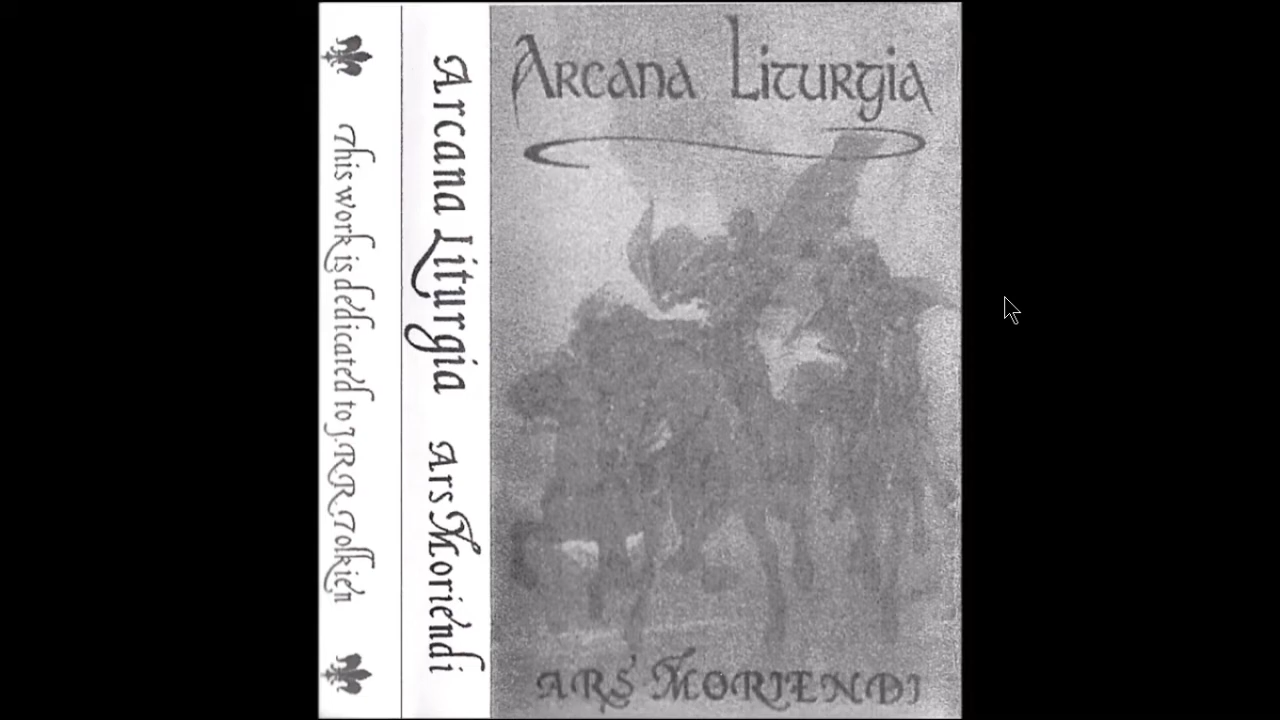 This work is dedicated to J.R.R. Tolkien
Arcana Liturgia Ars Moriendi
Arcana Liturgia
ARS MORIENDI